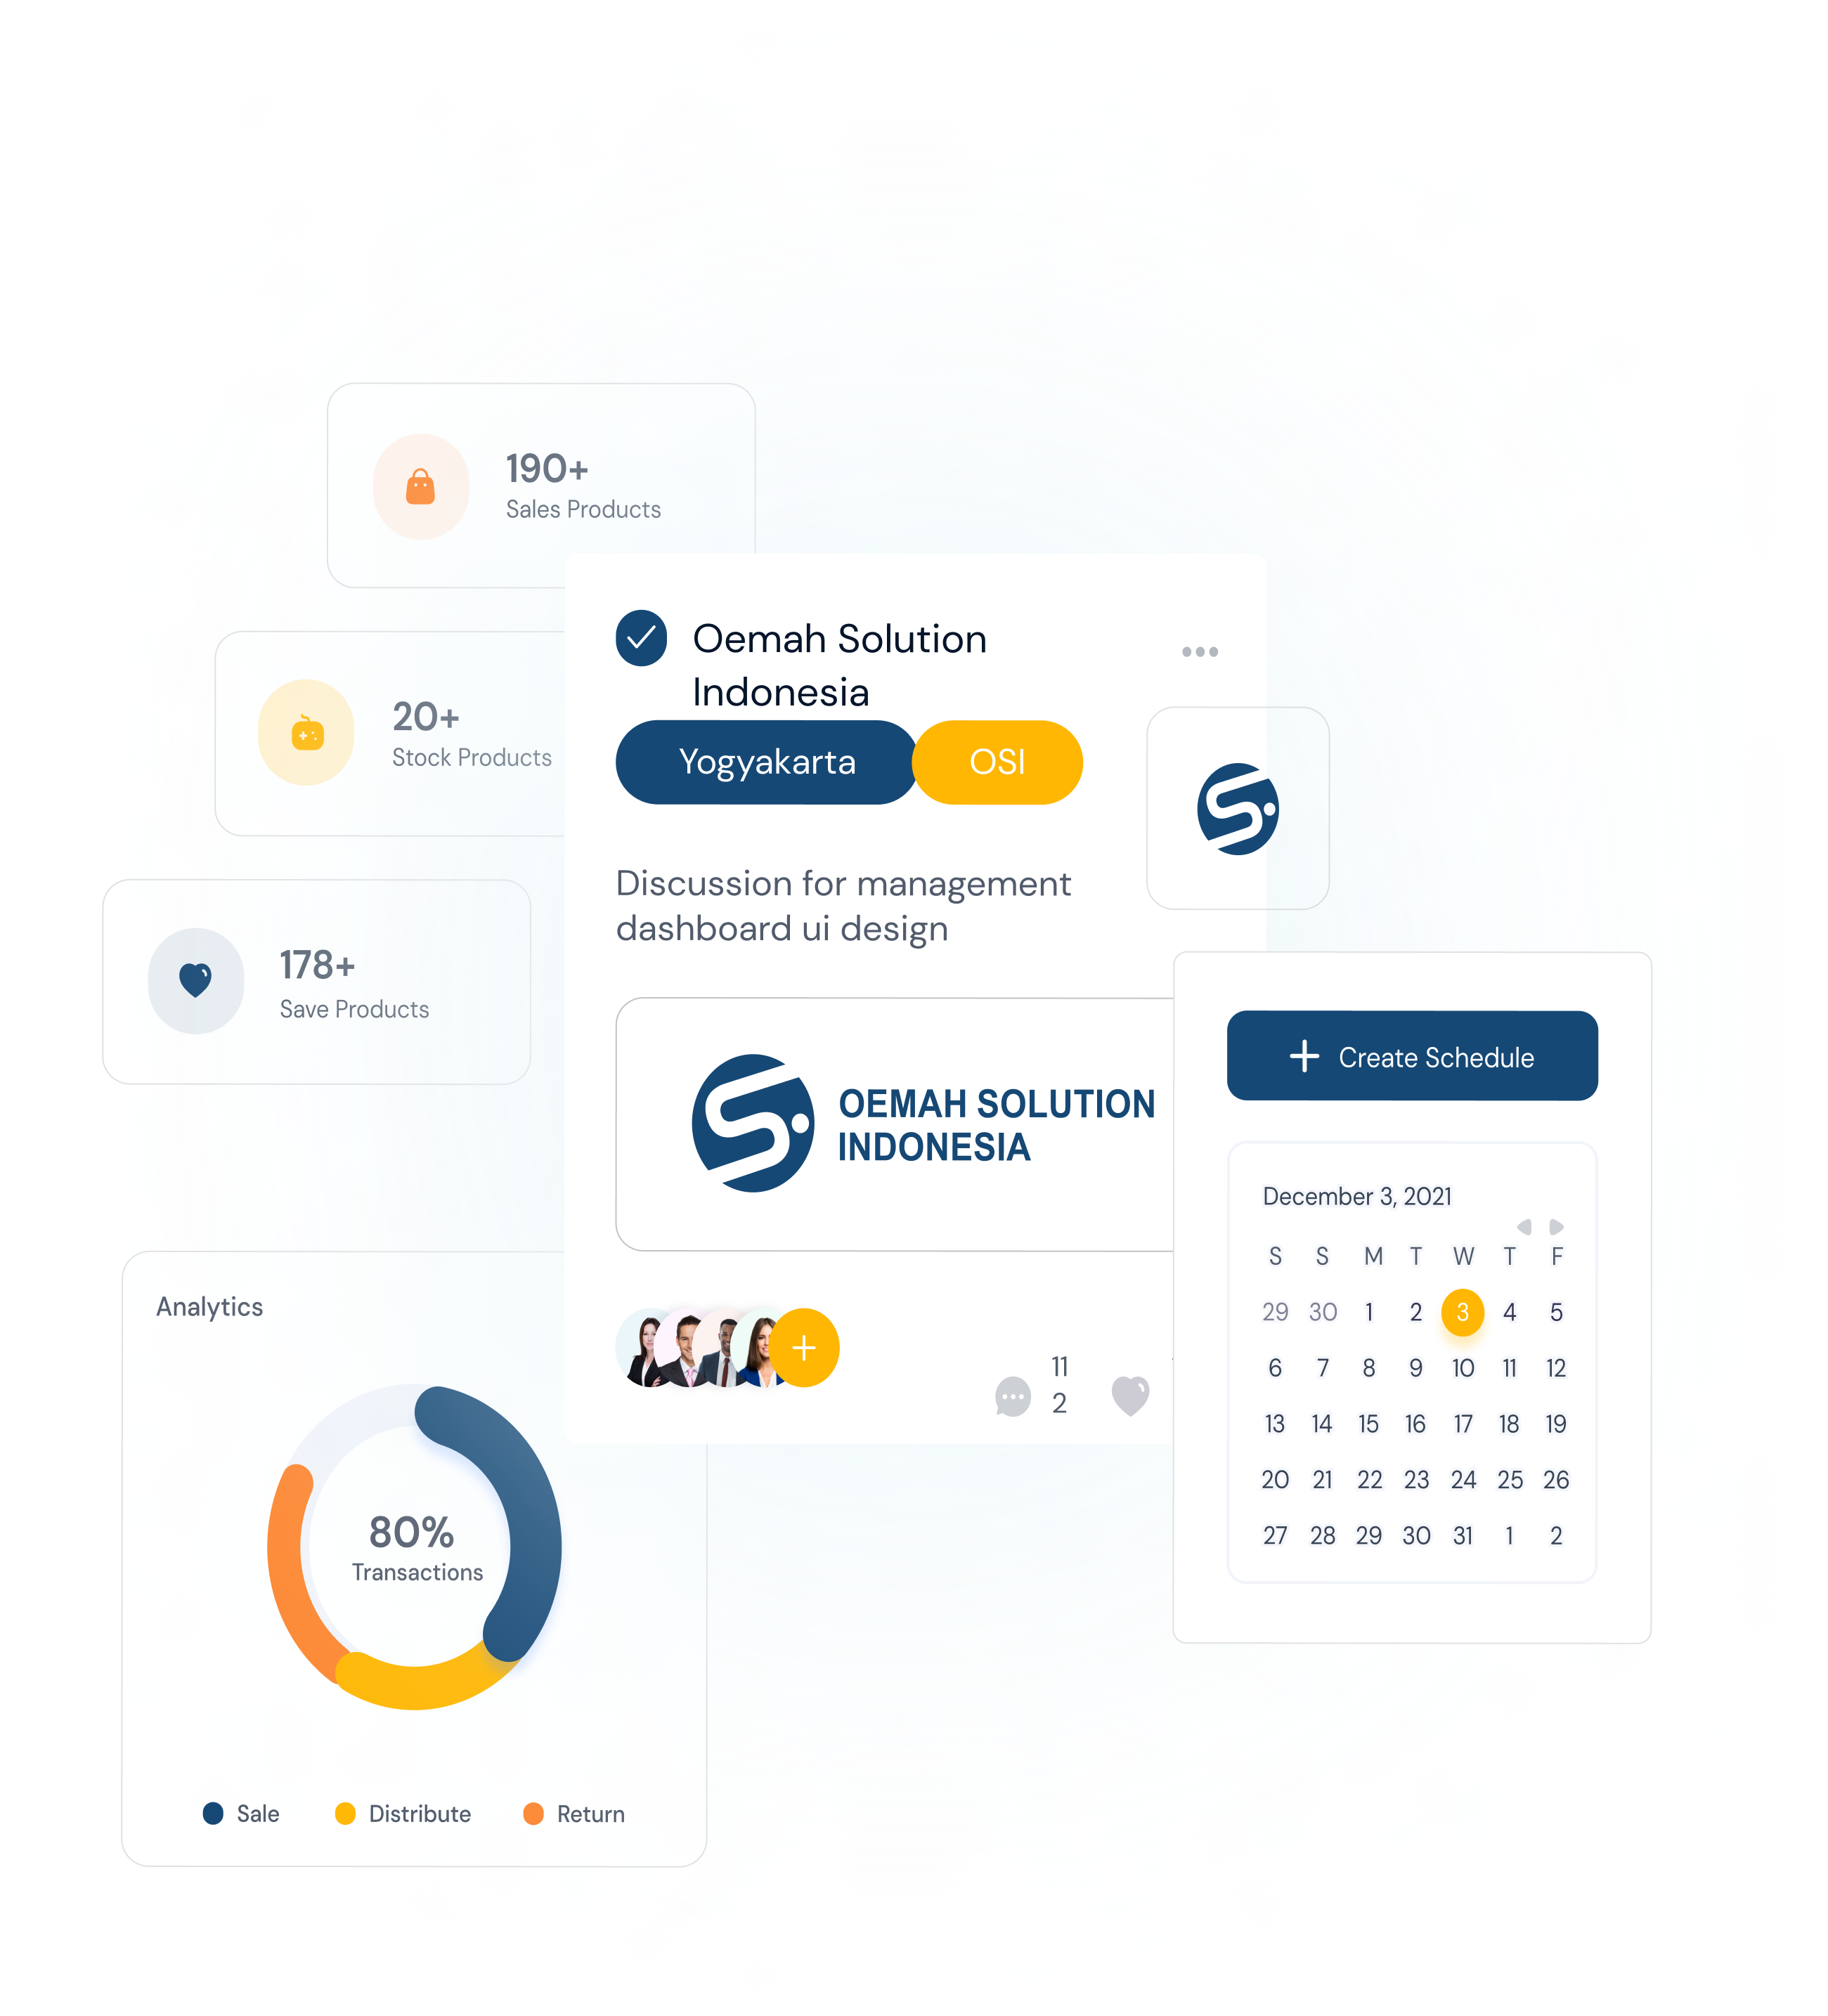 190+
Sales Products
20+
Stock Products
178+
Save Products
Oemah Solution
Indonesia
Yogyakarta
OSI
Discussion for management
dashboard ui design
OEMAH SOLUTION
INDONESIA
11
2
Create Schedule
December 3, 2021
S S M T W T F
29 30 1 2 3 4 5
6 7 8 9 10 11 12
13 14 15 16 17 18 19
20 21 22 23 24 25 26
27 28 29 30 31 1 2
Analytics
80%
Transactions
Sale
Distribute
Return